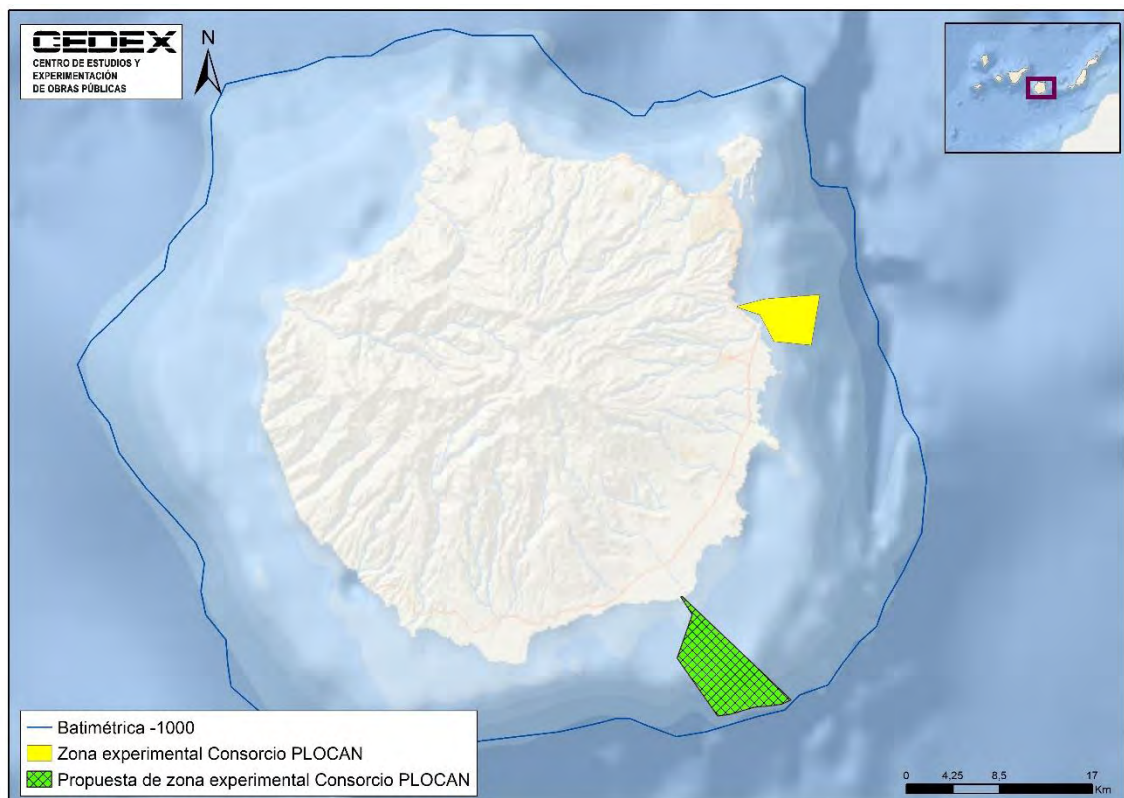 CEDEX
CENTRO DE ESTUDIOS Y
EXPERIMENTACIÓN
DE OBRAS PÚBLICAS
N
Batimétrica -1000
Zona experimental Consorcio PLOCAN
Propuesta de zona experimental Consorcio PLOCAN
0 4,25 8,5 17
Km